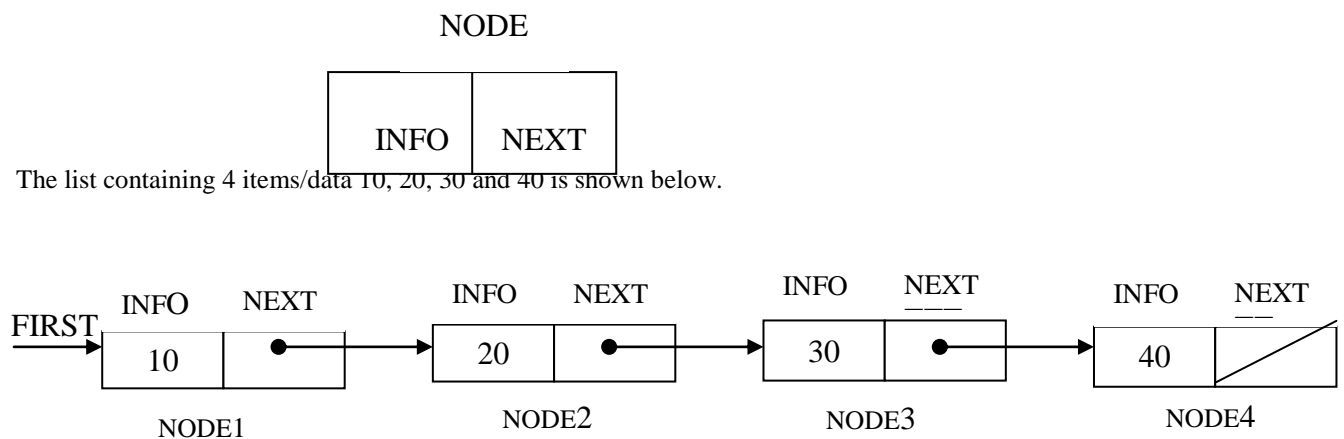 NODE
INFO NEXT
The list containing 4 items/data 10, 20, 30 and 40 is shown below.
INFO NEXT INFO NEXT INFO NEXT INFO NEXT
FIRST
10 20 30 40
NODE1 NODE2 NODE3 NODE4